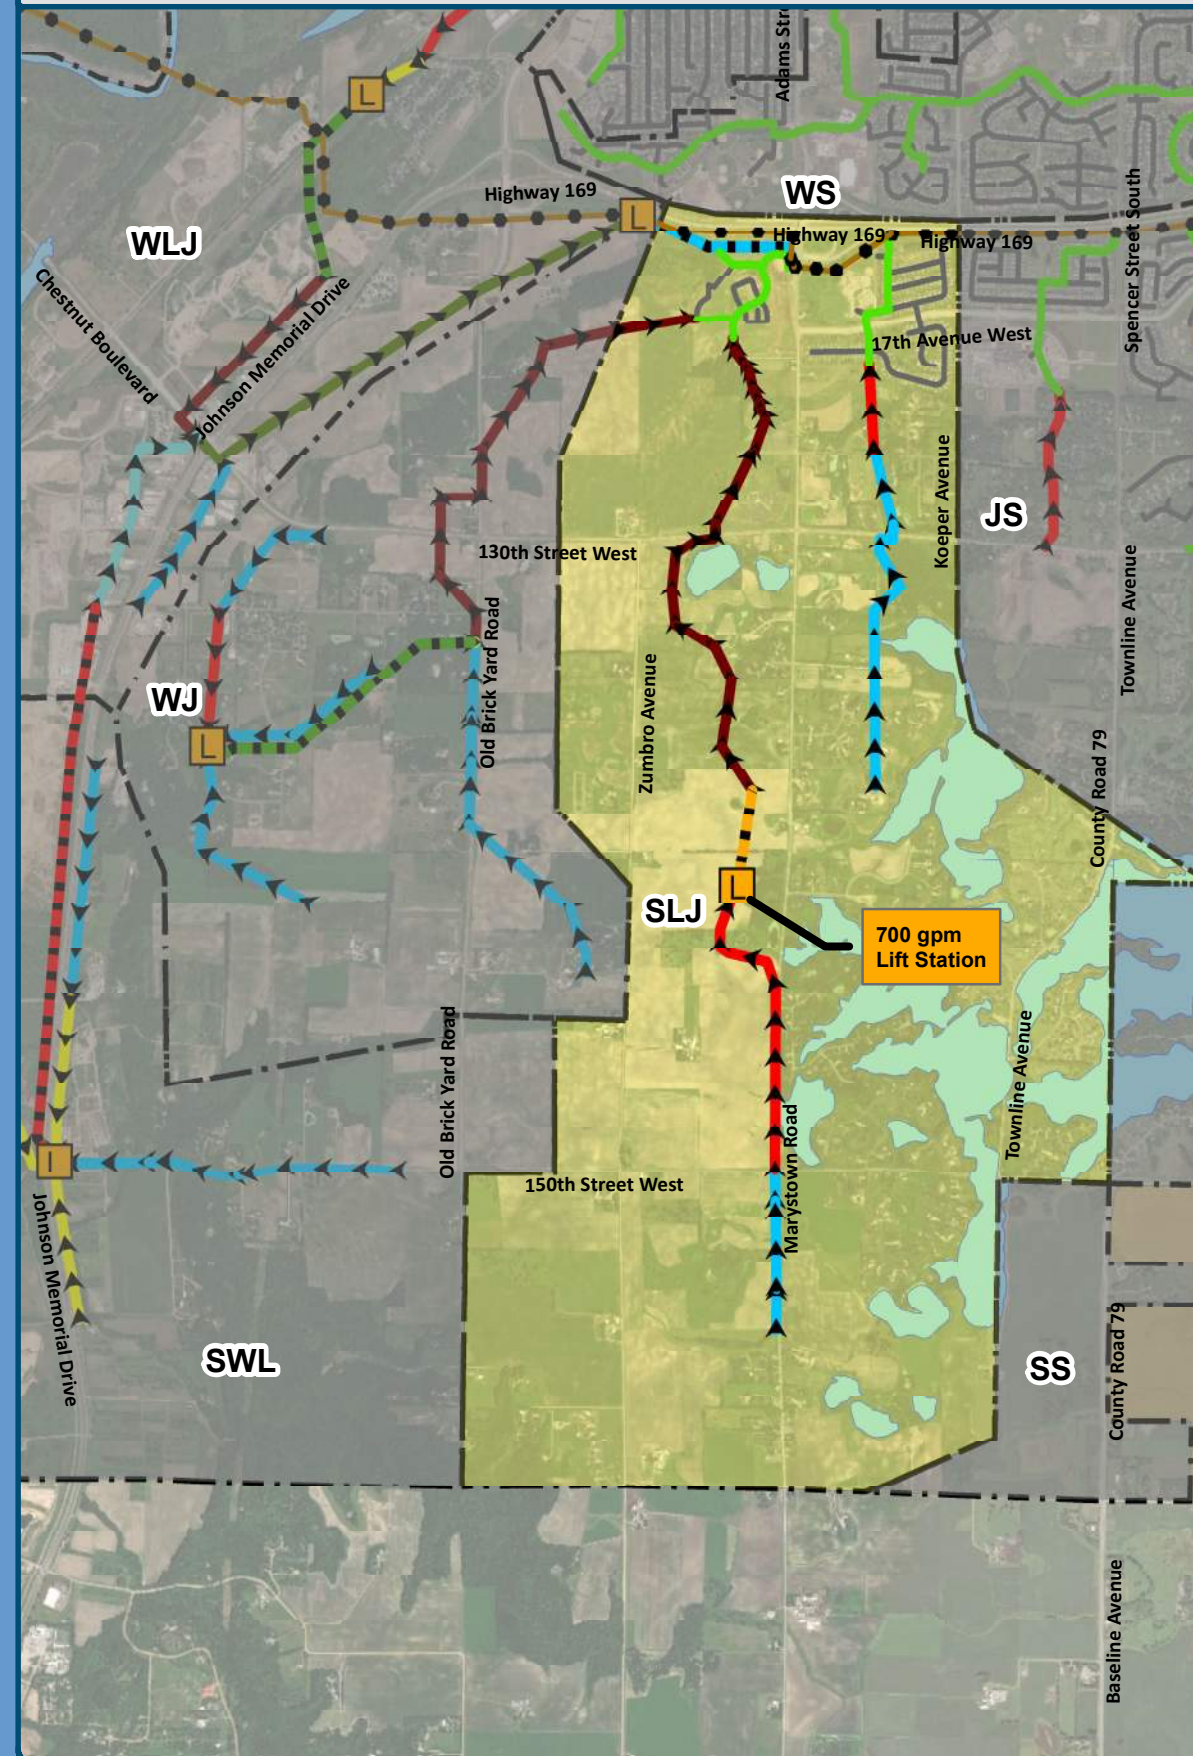 Adams Stre
L
Highway 169
WS
L
Highway 169
Highway 169
Spencer Street South
WLJ
Chestnut Boulevard
Johnson Memorial Drive
17th Avenue West
Koeper Avenue
JS
130th Street West
Old Brick Yard Road
Townline Avenue
Zumbro Avenue
WJ
L
County Road 79
L
SLJ
700 gpm
Lift Station
Old Brick Yard Road
Townline Avenue
Marystown Road
L
150th Street West
Johnson Memorial Drive
SWL
SS
County Road 79
Baseline Avenue